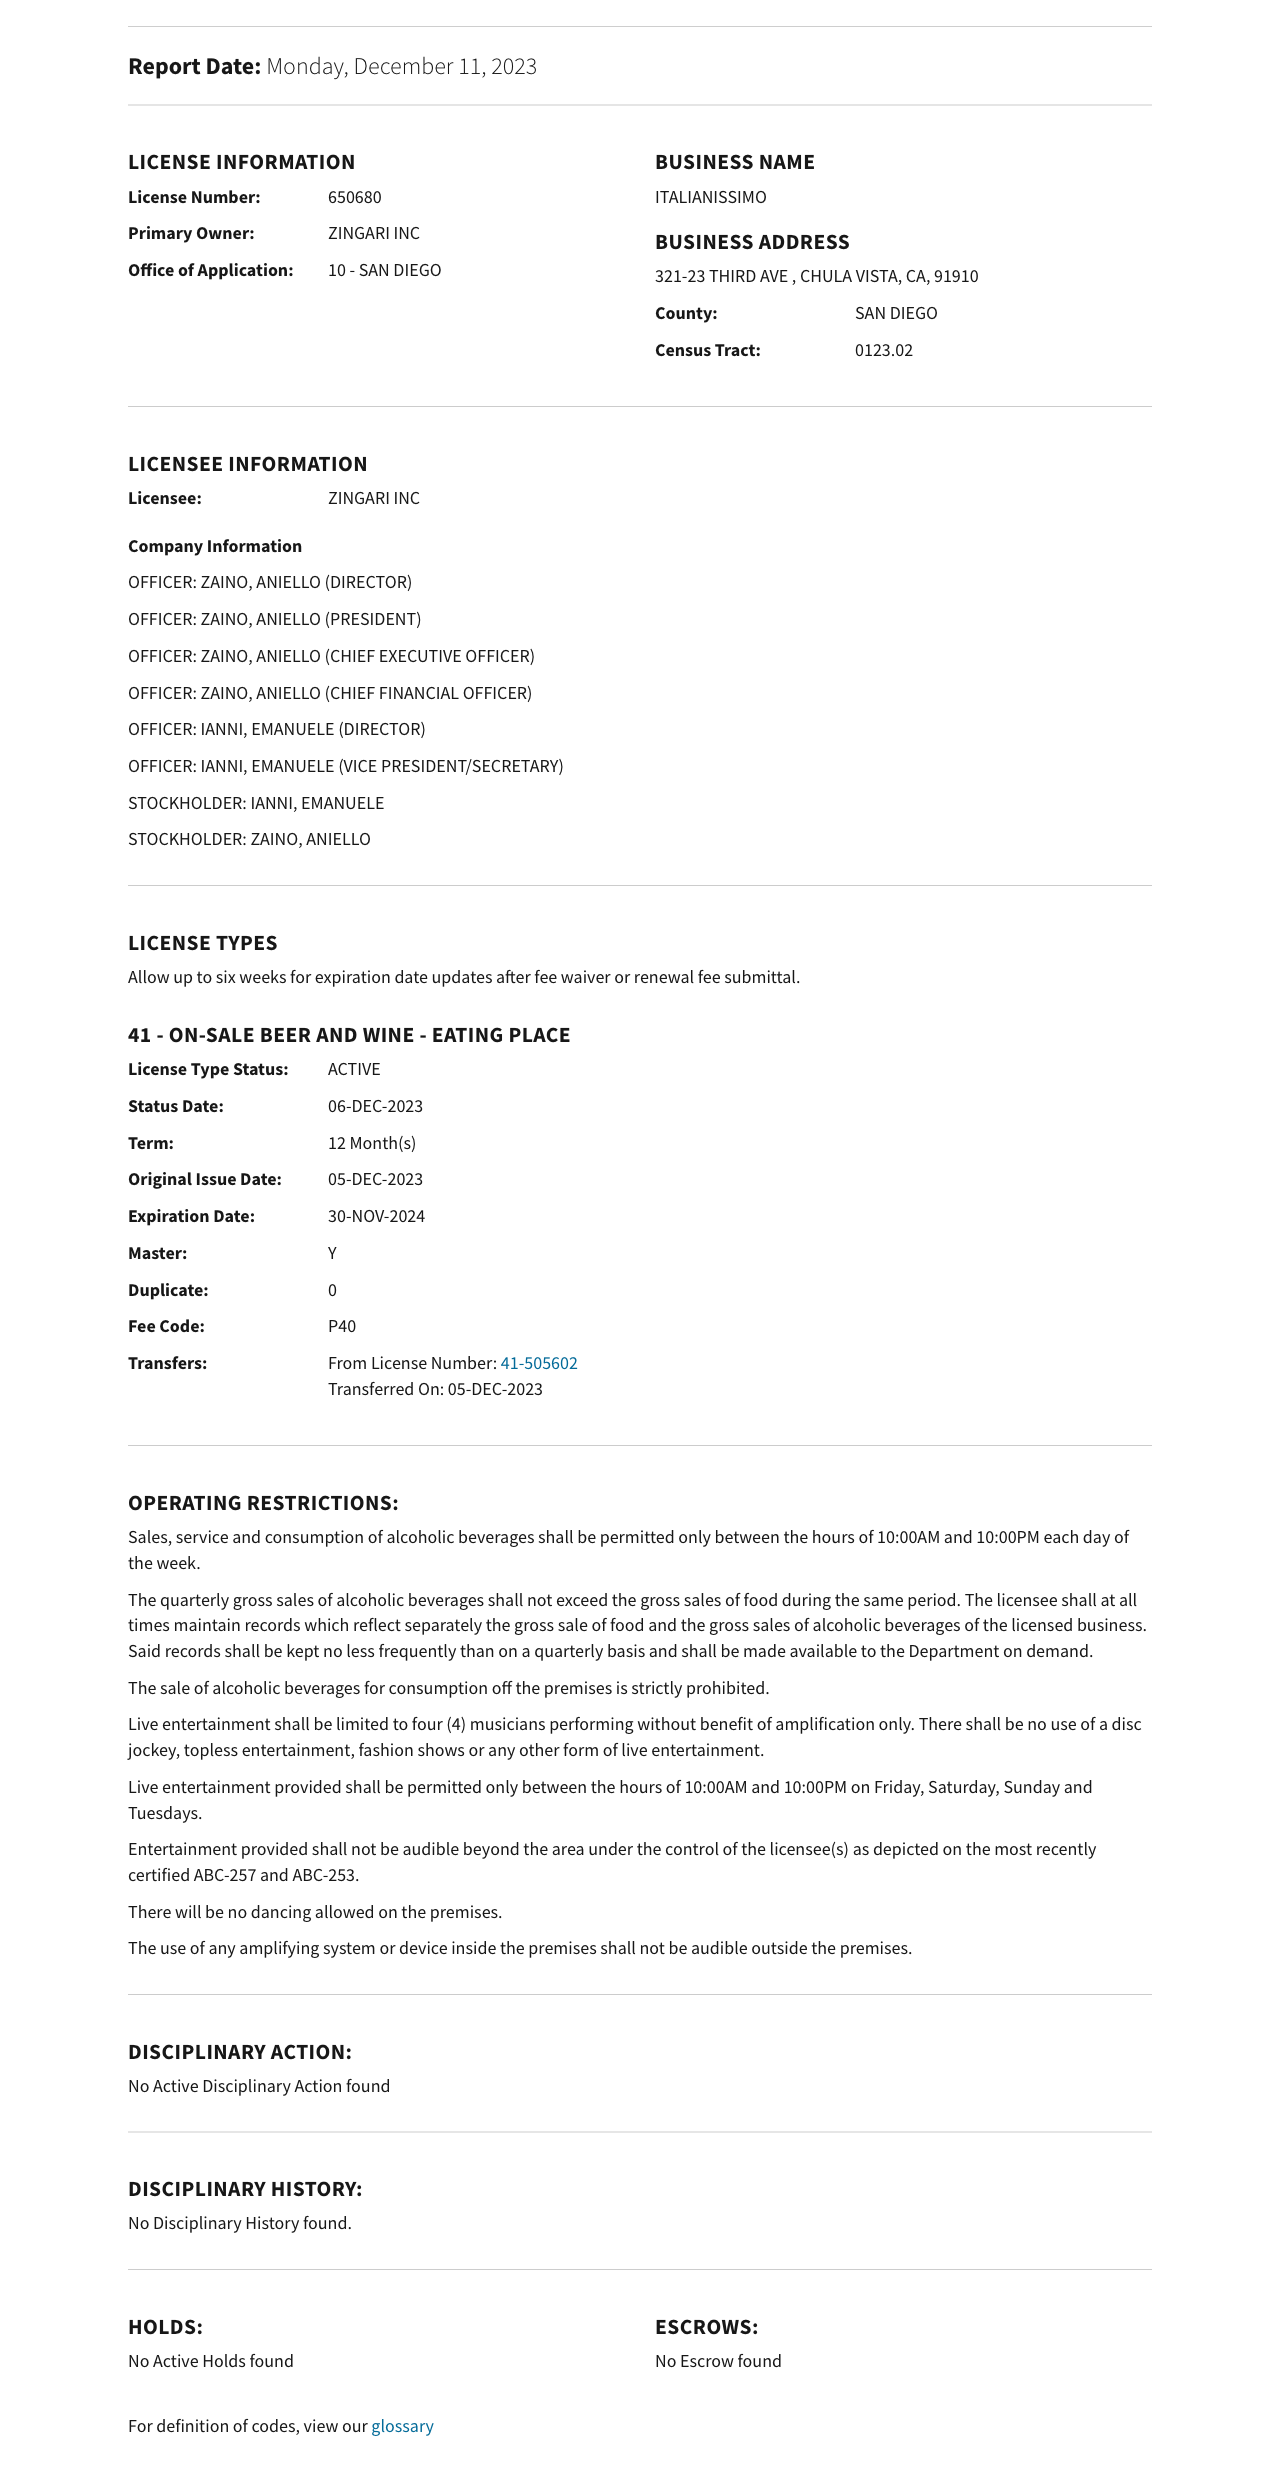 Report Date: Monday, December 11, 2023
LICENSE INFORMATION
License Number: 650680
Primary Owner: ZINGARI INC
Office of Application: 10 - SAN DIEGO
BUSINESS NAME
ITALIANISSIMO
BUSINESS ADDRESS
321-23 THIRD AVE , CHULA VISTA, CA, 91910
County: SAN DIEGO
Census Tract: 0123.02
LICENSEE INFORMATION
Licensee: ZINGARI INC
Company Information
OFFICER: ZAINO, ANIELLO (DIRECTOR)
OFFICER: ZAINO, ANIELLO (PRESIDENT)
OFFICER: ZAINO, ANIELLO (CHIEF EXECUTIVE OFFICER)
OFFICER: ZAINO, ANIELLO (CHIEF FINANCIAL OFFICER)
OFFICER: IANNI, EMANUELE (DIRECTOR)
OFFICER: IANNI, EMANUELE (VICE PRESIDENT/SECRETARY)
STOCKHOLDER: IANNI, EMANUELE
STOCKHOLDER: ZAINO, ANIELLO
LICENSE TYPES
Allow up to six weeks for expiration date updates after fee waiver or renewal fee submittal.
41 - ON-SALE BEER AND WINE - EATING PLACE
License Type Status: ACTIVE
Status Date: 06-DEC-2023
Term: 12 Month(s)
Original Issue Date: 05-DEC-2023
Expiration Date: 30-NOV-2024
Master: Y
Duplicate: 0
Fee Code: P40
Transfers: From License Number: 41-505602
Transferred On: 05-DEC-2023
OPERATING RESTRICTIONS:
Sales, service and consumption of alcoholic beverages shall be permitted only between the hours of 10:00AM and 10:00PM each day of
the week.
The quarterly gross sales of alcoholic beverages shall not exceed the gross sales of food during the same period. The licensee shall at all
times maintain records which reflect separately the gross sale of food and the gross sales of alcoholic beverages of the licensed business.
Said records shall be kept no less frequently than on a quarterly basis and shall be made available to the Department on demand.
The sale of alcoholic beverages for consumption off the premises is strictly prohibited.
Live entertainment shall be limited to four (4) musicians performing without benefit of amplification only. There shall be no use of a disc
jockey, topless entertainment, fashion shows or any other form of live entertainment.
Live entertainment provided shall be permitted only between the hours of 10:00AM and 10:00PM on Friday, Saturday, Sunday and
Tuesdays.
Entertainment provided shall not be audible beyond the area under the control of the licensee(s) as depicted on the most recently
certified ABC-257 and ABC-253.
There will be no dancing allowed on the premises.
The use of any amplifying system or device inside the premises shall not be audible outside the premises.
DISCIPLINARY ACTION:
No Active Disciplinary Action found
DISCIPLINARY HISTORY:
No Disciplinary History found.
HOLDS:
No Active Holds found
ESCROWS:
No Escrow found
For definition of codes, view our glossary